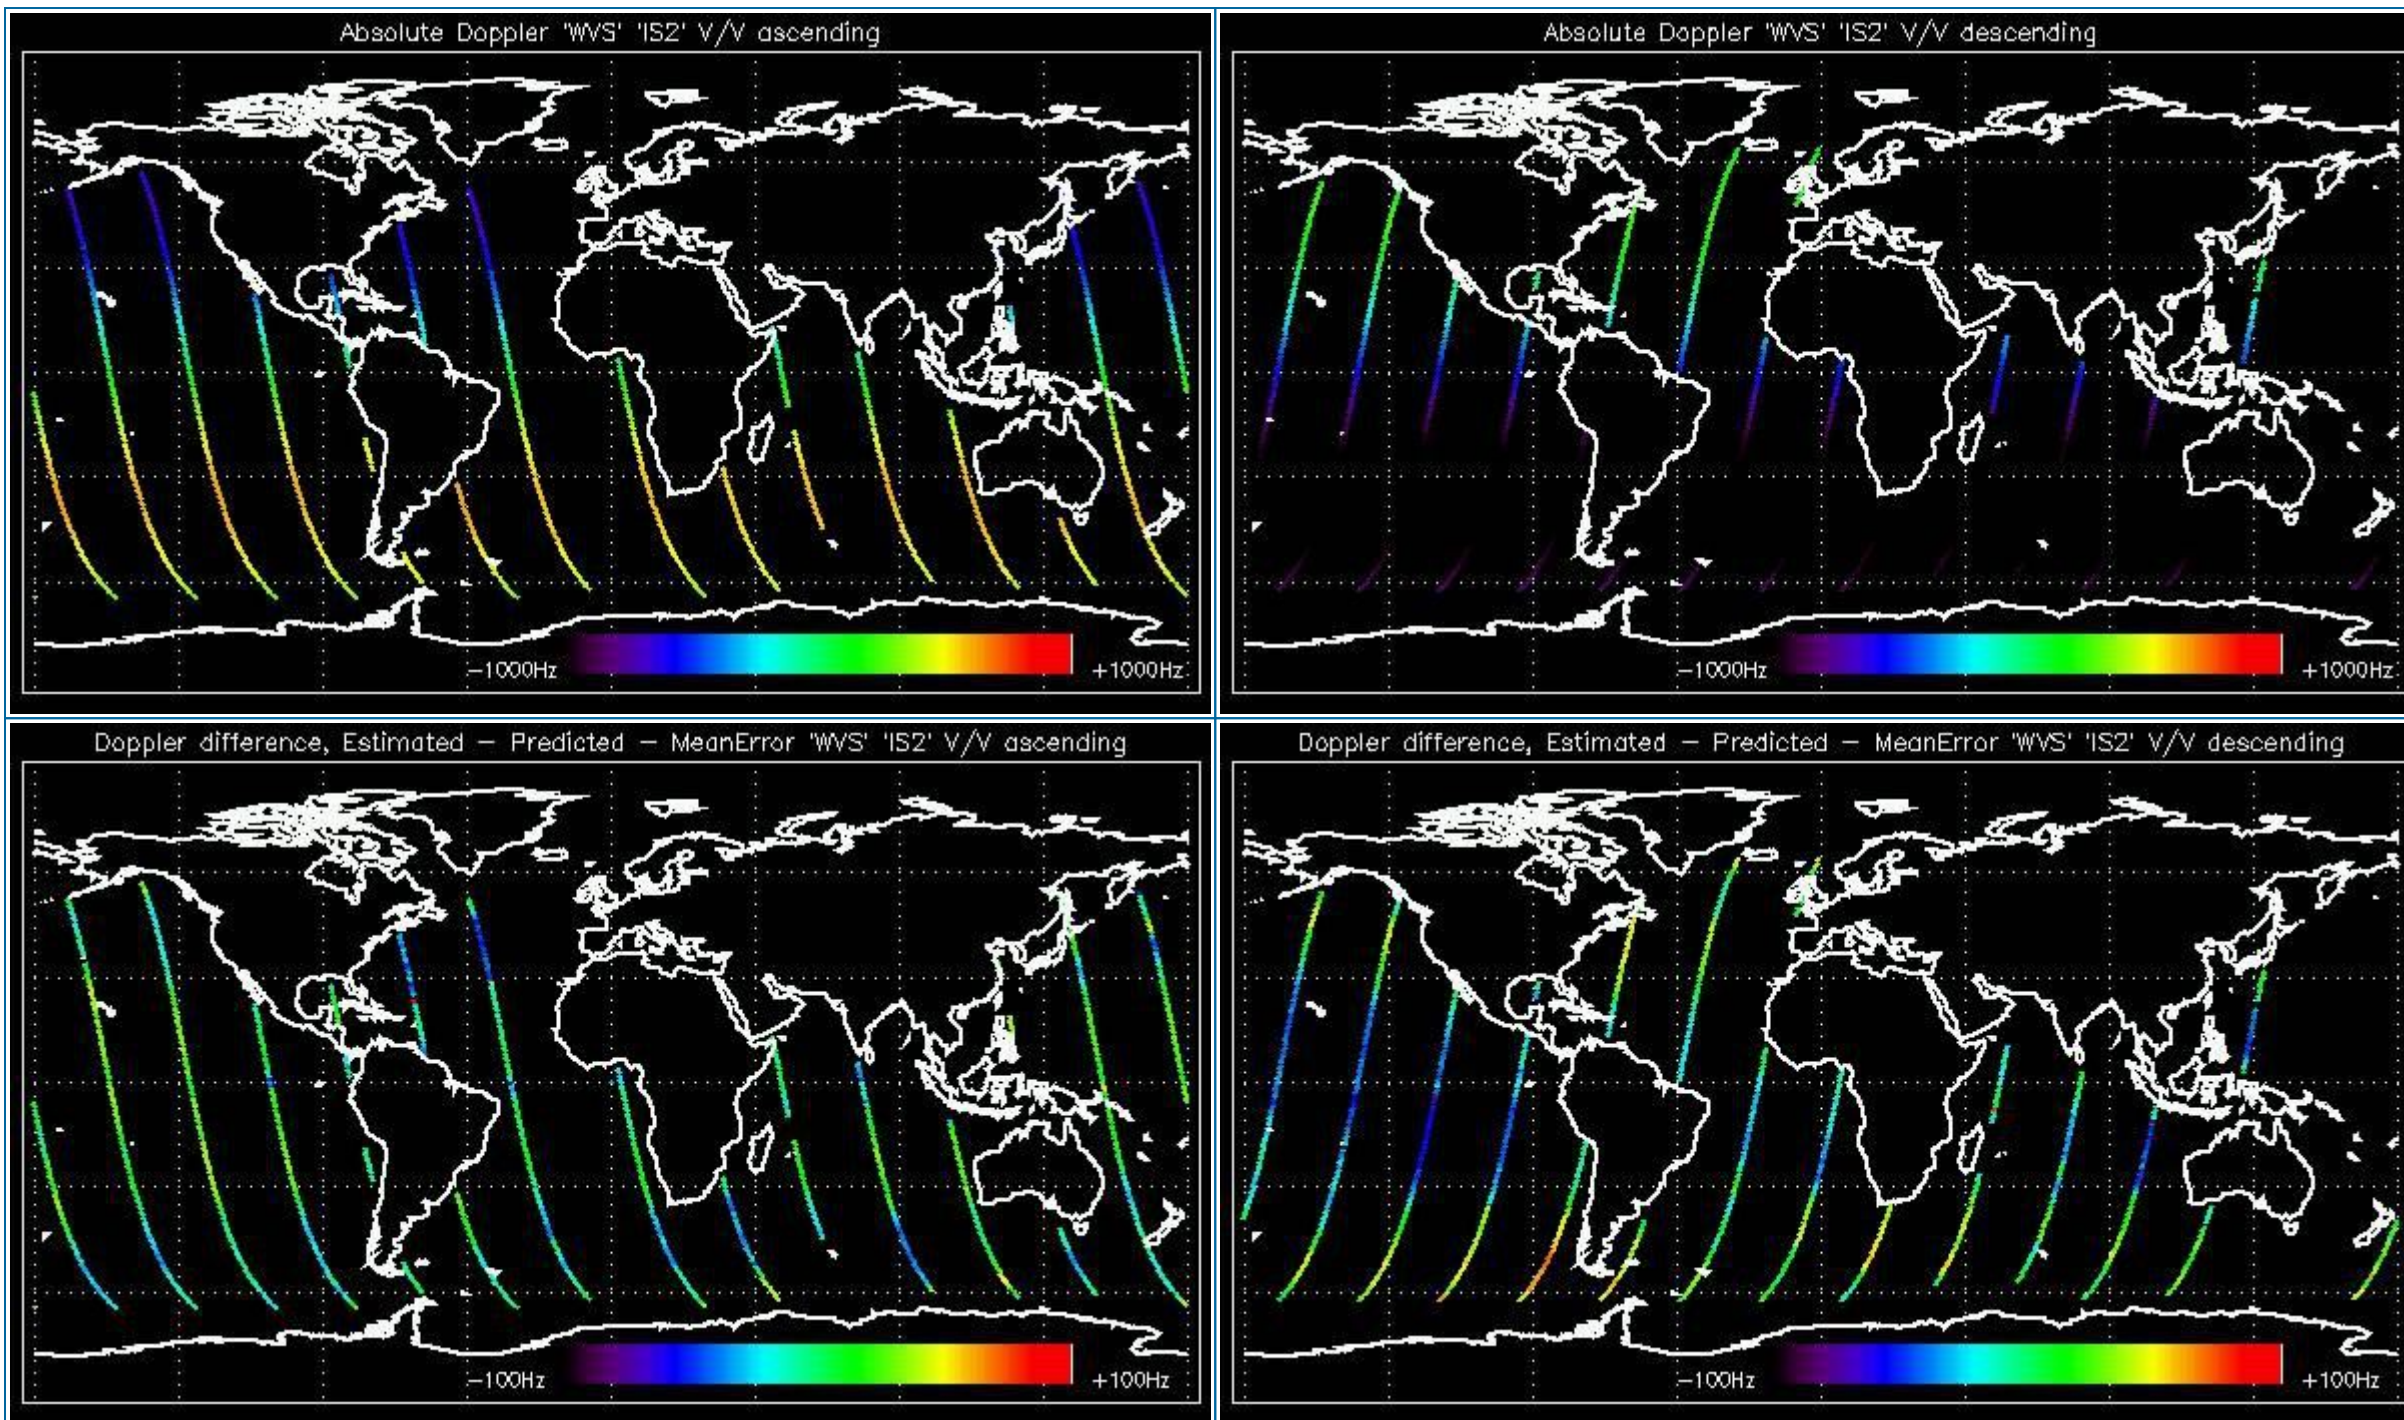 Absolute Doppler 'WVS' 'IS2' V/V ascending
-1000Hz
+1000Hz
Absolute Doppler 'WVS' 'IS2' V/V descending
-1000Hz
+1000Hz
Doppler difference, Estimated - Predicted - MeanError 'WVS' 'IS2' V/V ascending
-100Hz
+100Hz
Doppler difference, Estimated - Predicted - MeanError 'WVS' 'IS2' V/V descending
-100Hz
+100Hz